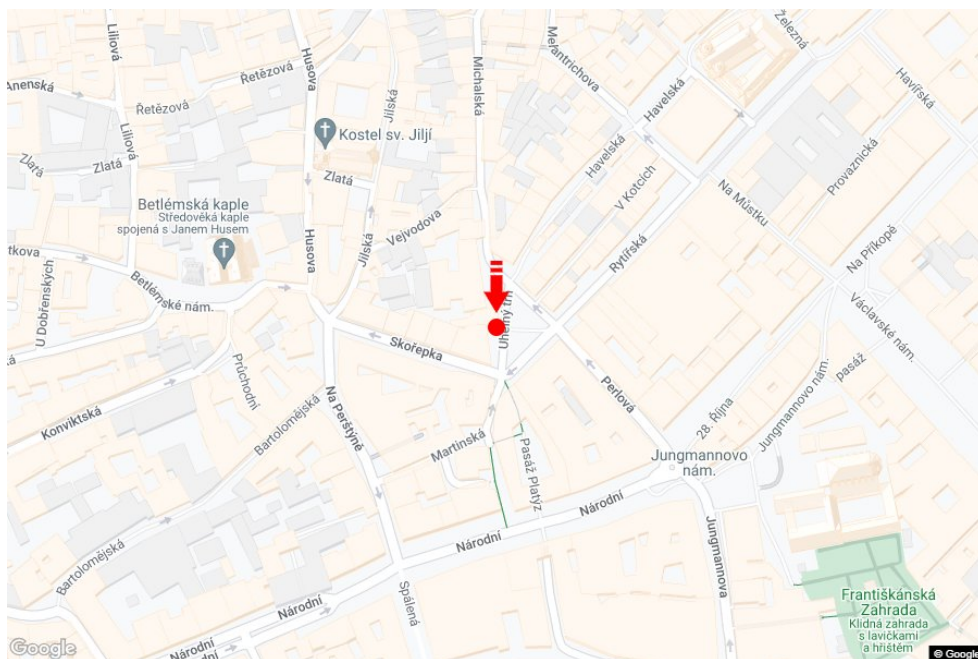 Liliová
Husova
Řetězová
Michalská
Melantrichova
Železná
Anenská
Řetězová
Jilská
Havelská
Havířská
Kostel sv. Jiljí
Liliová
Zlatá
Zlatá
Zlatá
Havelská
Provaznická
V Kotcích
Na Můstku
Betlémská kaple
Středověká kaple
spojená s Janem Husem
Vejvodova
Husova
Jilská
Rytířská
Na Příkopě
tkova
Betlémské nám.
U Dobřenských
Uhelný trh
Václavské nám.
Skořepka
Průchodní
Perlová
pasáž
Jungmannovo nám.
28. Října
Konviktská
Bartolomějská
Na Perštýně
Martinská
Pasáž Platýz
Jungmannovo
nám.
Národní
Národní
Jungmannova
Bartolomějská
Spálená
Národní
Národní
Františkánská
Zahrada
Klidná zahrada
s lavičkami
a hřištěm
Google
© Google